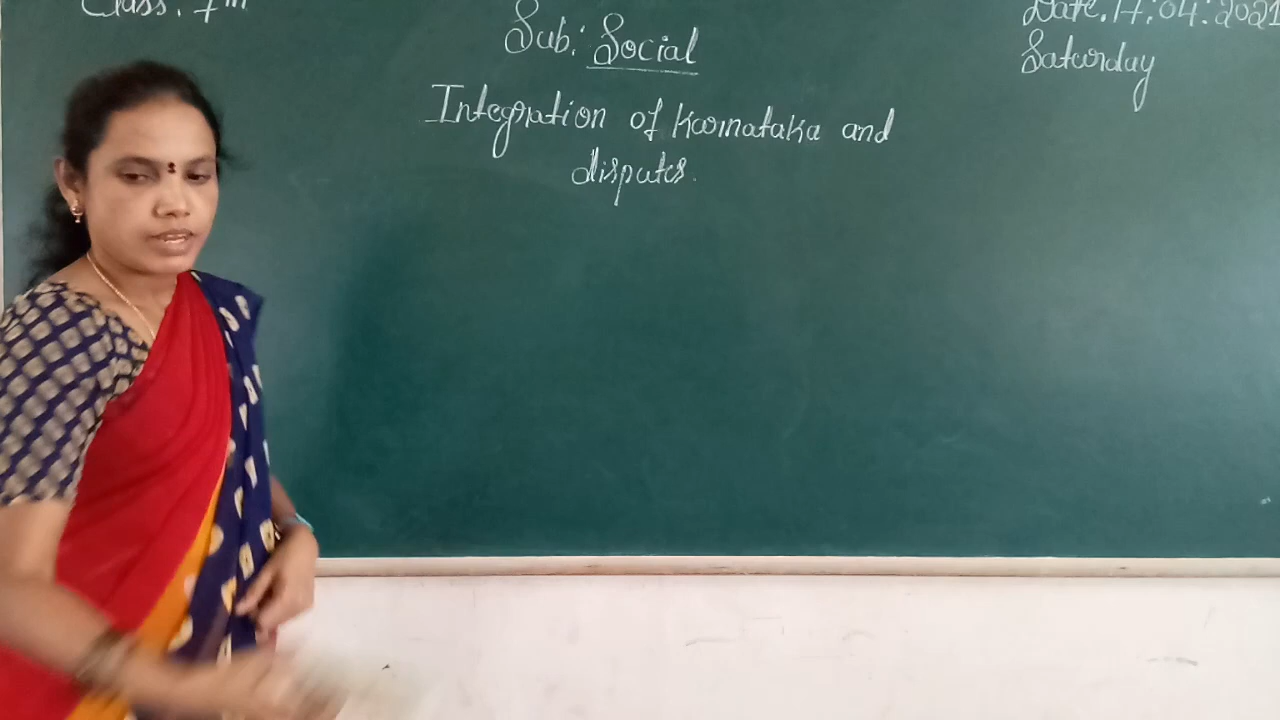 Class: 7th
Sub: Social
Date: 17:04:2021
Saturday
Integration of Karnataka and
disputes.